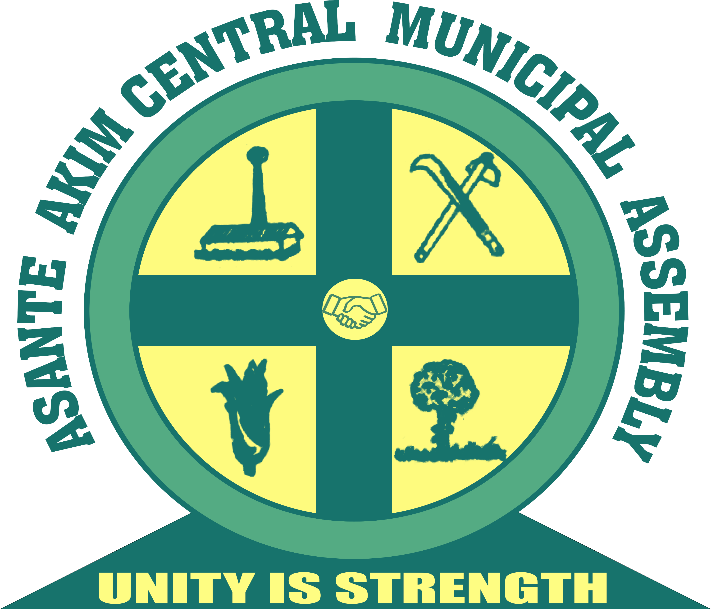 ASANTE AKIM CENTRAL MUNICIPAL ASSEMBLY
UNITY IS STRENGTH